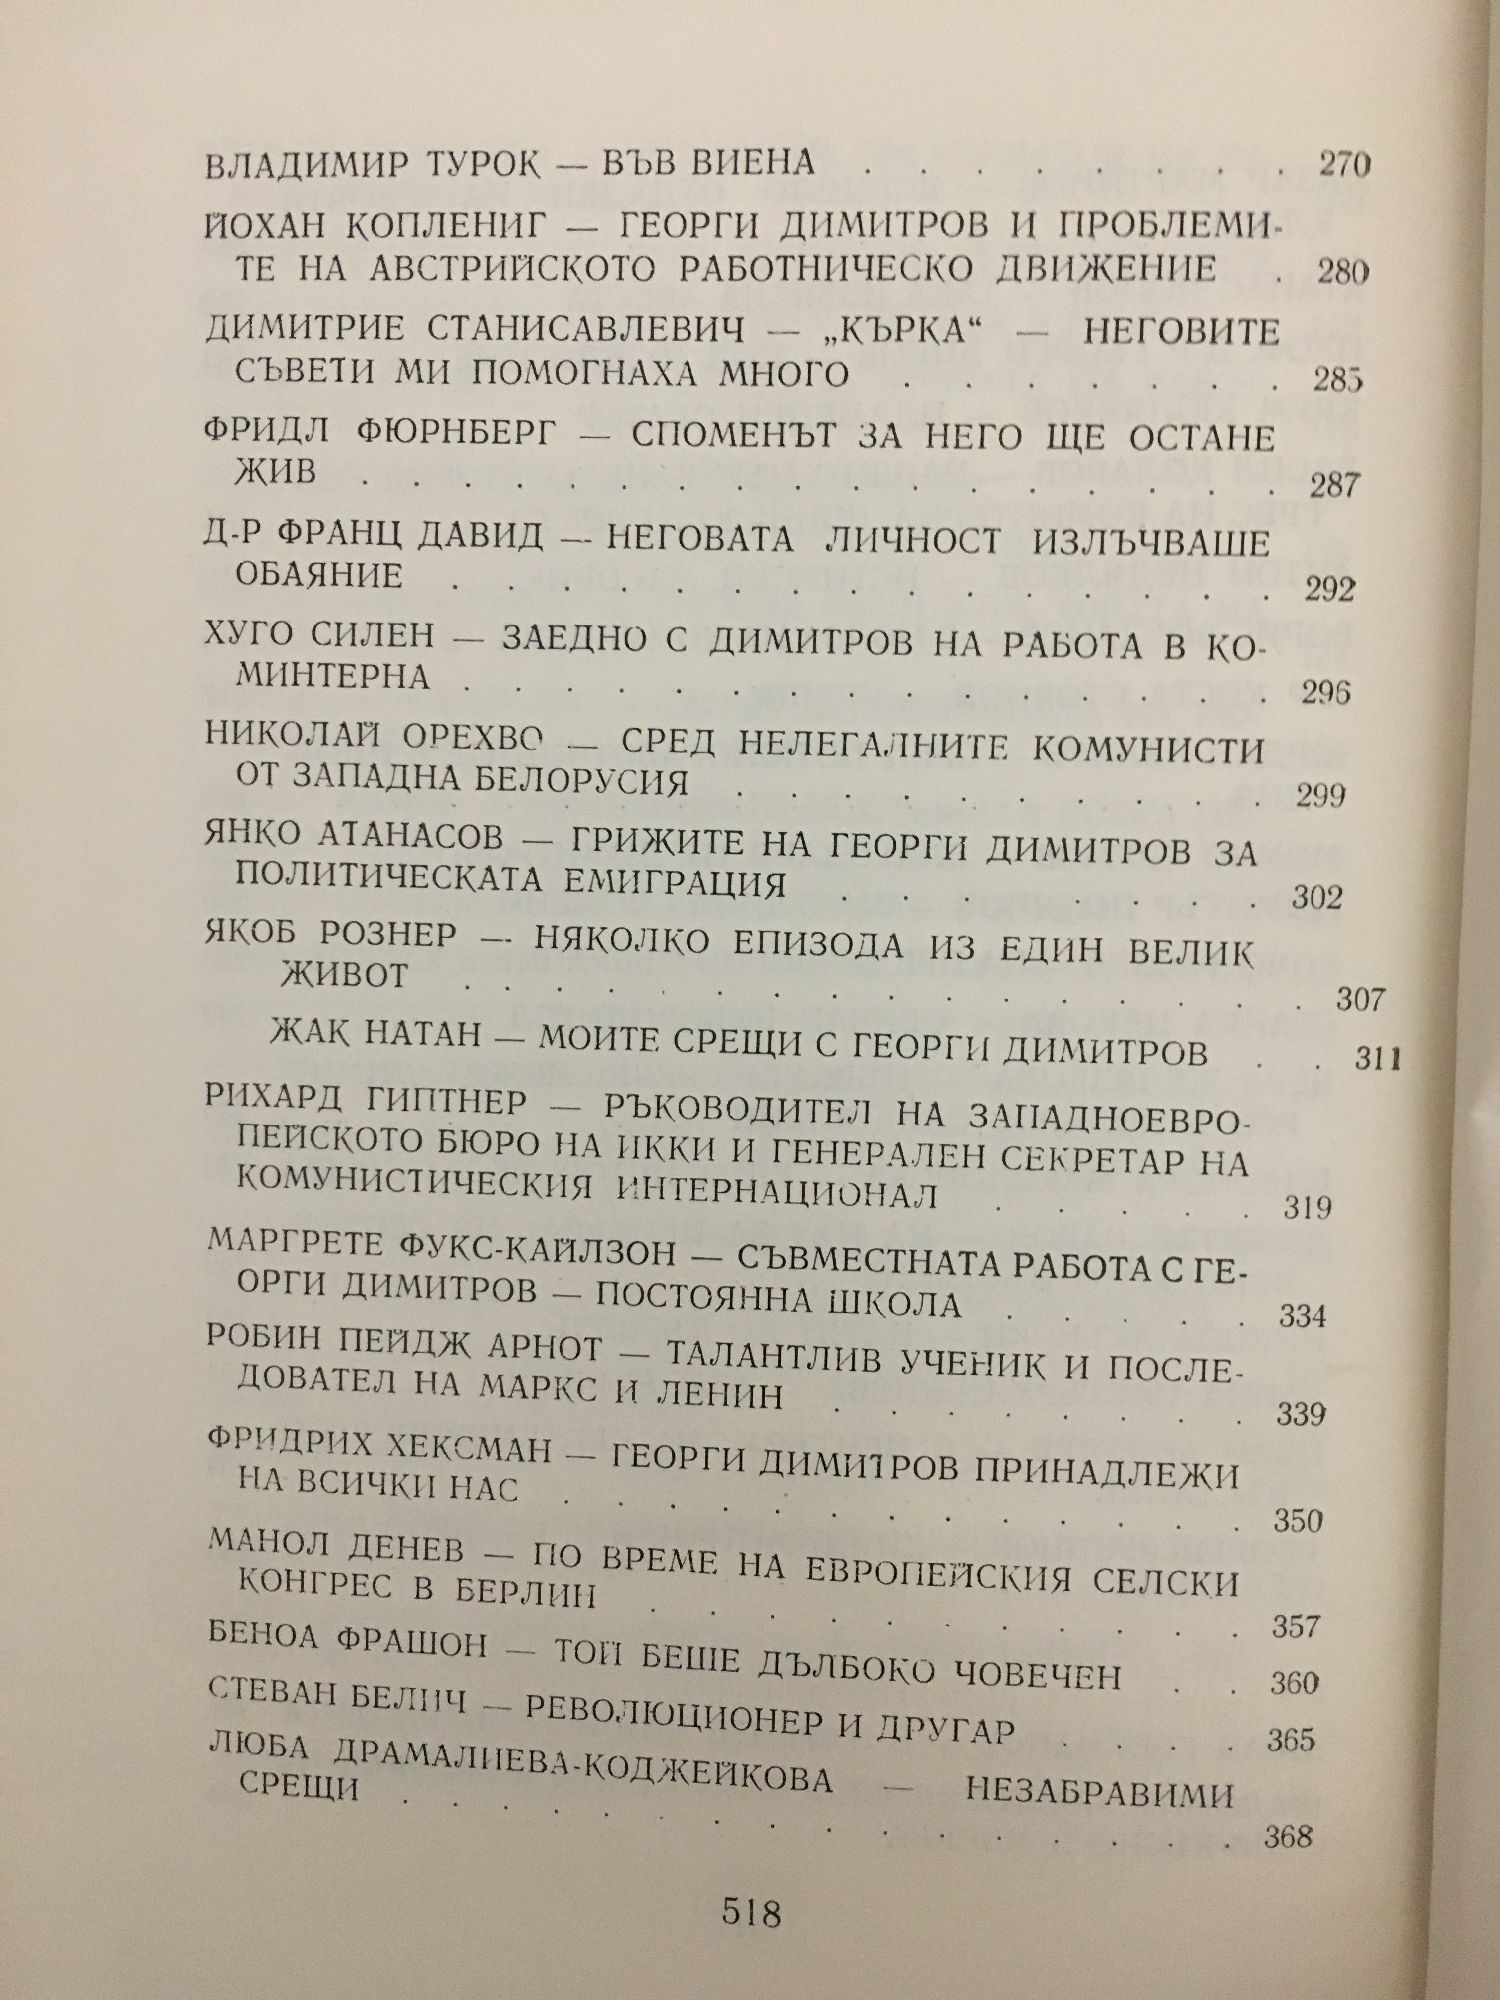 ВЛАДИМИР ТУРОК — ВЪВ ВИЕНА . . . . . . . . 270
ЙОХАН КОПЛЕНИГ — ГЕОРГИ ДИМИТРОВ И ПРОБЛЕМИ-
ТЕ НА АВСТРИЙСКОТО РАБОТНИЧЕСКО ДВИЖЕНИЕ . 280
ДИМИТРИЕ СТАНИСАВЛЕВИЧ — „КЪРКА“ — НЕГОВИТЕ
СЪВЕТИ МИ ПОМОГНАХА МНОГО . . . . . . . 285
ФРИДЛ ФЮРНБЕРГ — СПОМЕНЪТ ЗА НЕГО ЩЕ ОСТАНЕ
ЖИВ . . . . . . . . . . . . . . . . . 287
Д-Р ФРАНЦ ДАВИД — НЕГОВАТА ЛИЧНОСТ ИЗЛЪЧВАШЕ
ОБАЯНИЕ . . . . . . . . . . . . . . . 292
ХУГО СИЛЕН — ЗАЕДНО С ДИМИТРОВ НА РАБОТА В КО-
МИНТЕРНА . . . . . . . . . . . . . . . 296
НИКОЛАЙ ОРЕХВО — СРЕД НЕЛЕГАЛНИТЕ КОМУНИСТИ
ОТ ЗАПАДНА БЕЛОРУСИЯ . . . . . . . . . . 299
ЯНКО АТАНАСОВ — ГРИЖИТЕ НА ГЕОРГИ ДИМИТРОВ ЗА
ПОЛИТИЧЕСКАТА ЕМИГРАЦИЯ . . . . . . . 302
ЯКОБ РОЗНЕР — НЯКОЛКО ЕПИЗОДА ИЗ ЕДИН ВЕЛИК
ЖИВОТ . . . . . . . . . . . . . . . . 307
ЖАК НАТАН — МОИТЕ СРЕЩИ С ГЕОРГИ ДИМИТРОВ . . 311
РИХАРД ГИПТНЕР — РЪКОВОДИТЕЛ НА ЗАПАДНОЕВРО-
ПЕЙСКОТО БЮРО НА ИККИ И ГЕНЕРАЛЕН СЕКРЕТАР НА
КОМУНИСТИЧЕСКИЯ ИНТЕРНАЦИОНАЛ . . . . . 319
МАРГРЕТЕ ФУКС-КАЙЛЗОН — СЪВМЕСТНАТА РАБОТА С ГЕ-
ОРГИ ДИМИТРОВ — ПОСТОЯННА ШКОЛА . . . . . 334
РОБИН ПЕЙДЖ АРНОТ — ТАЛАНТЛИВ УЧЕНИК И ПОСЛЕ-
ДОВАТЕЛ НА МАРКС И ЛЕНИН . . . . . . . . 339
ФРИДРИХ ХЕКСМАН — ГЕОРГИ ДИМИТРОВ ПРИНАДЛЕЖИ
НА ВСИЧКИ НАС . . . . . . . . . . . . . 350
МАНОЛ ДЕНЕВ — ПО ВРЕМЕ НА ЕВРОПЕЙСКИЯ СЕЛСКИ
КОНГРЕС В БЕРЛИН . . . . . . . . . . . 357
БЕНОА ФРАШОН — ТОЙ БЕШЕ ДЪЛБОКО ЧОВЕЧЕН . . 360
СТЕВАН БЕЛИЧ — РЕВОЛЮЦИОНЕР И ДРУГАР . . . . 365
ЛЮБА ДРАМАЛИЕВА-КОДЖЕЙКОВА — НЕЗАБРАВИМИ
СРЕЩИ . . . . . . . . . . . . . . . 368
518